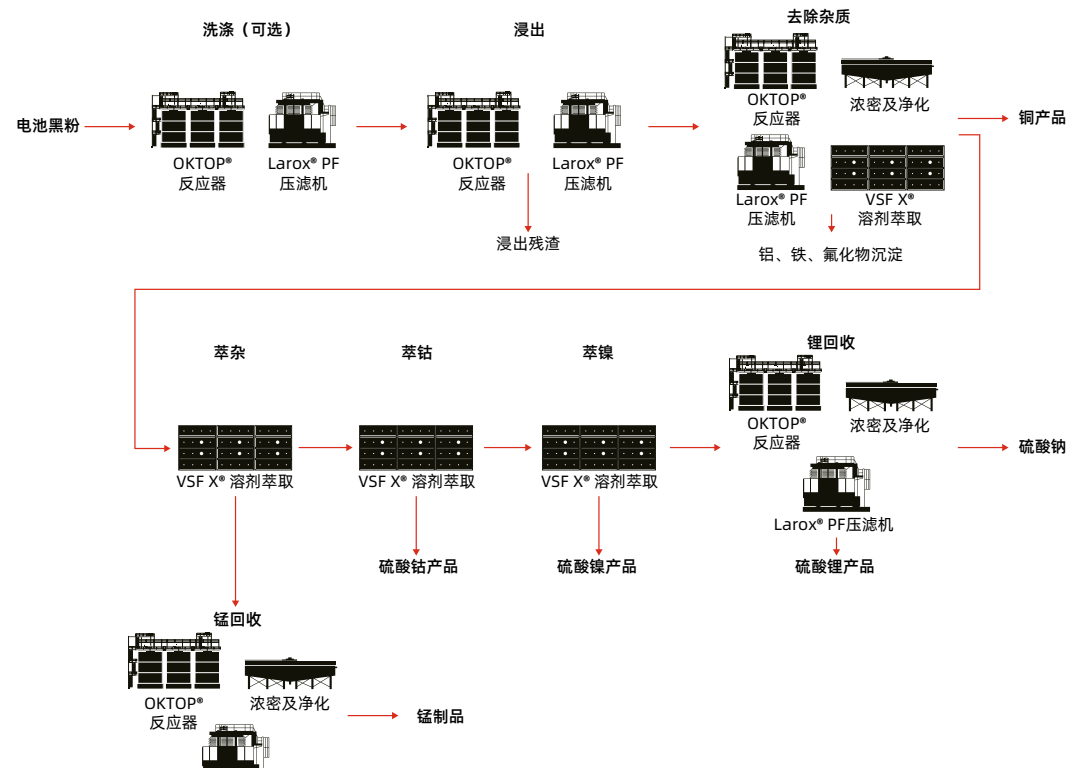 洗涤（可选）
浸出
去除杂质
电池黑粉
OKTOP®
反应器
Larox® PF
压滤机
OKTOP®
反应器
Larox® PF
压滤机
浸出残渣
OKTOP®
反应器
浓密及净化
Larox® PF
压滤机
VSF X®
溶剂萃取
铝、铁、氟化物沉淀
铜产品
萃杂
萃钴
萃镍
锂回收
VSF X® 溶剂萃取
VSF X® 溶剂萃取
VSF X® 溶剂萃取
OKTOP®
反应器
浓密及净化
Larox® PF压滤机
硫酸钠
硫酸钴产品
硫酸镍产品
硫酸锂产品
锰回收
OKTOP®
反应器
浓密及净化
锰制品